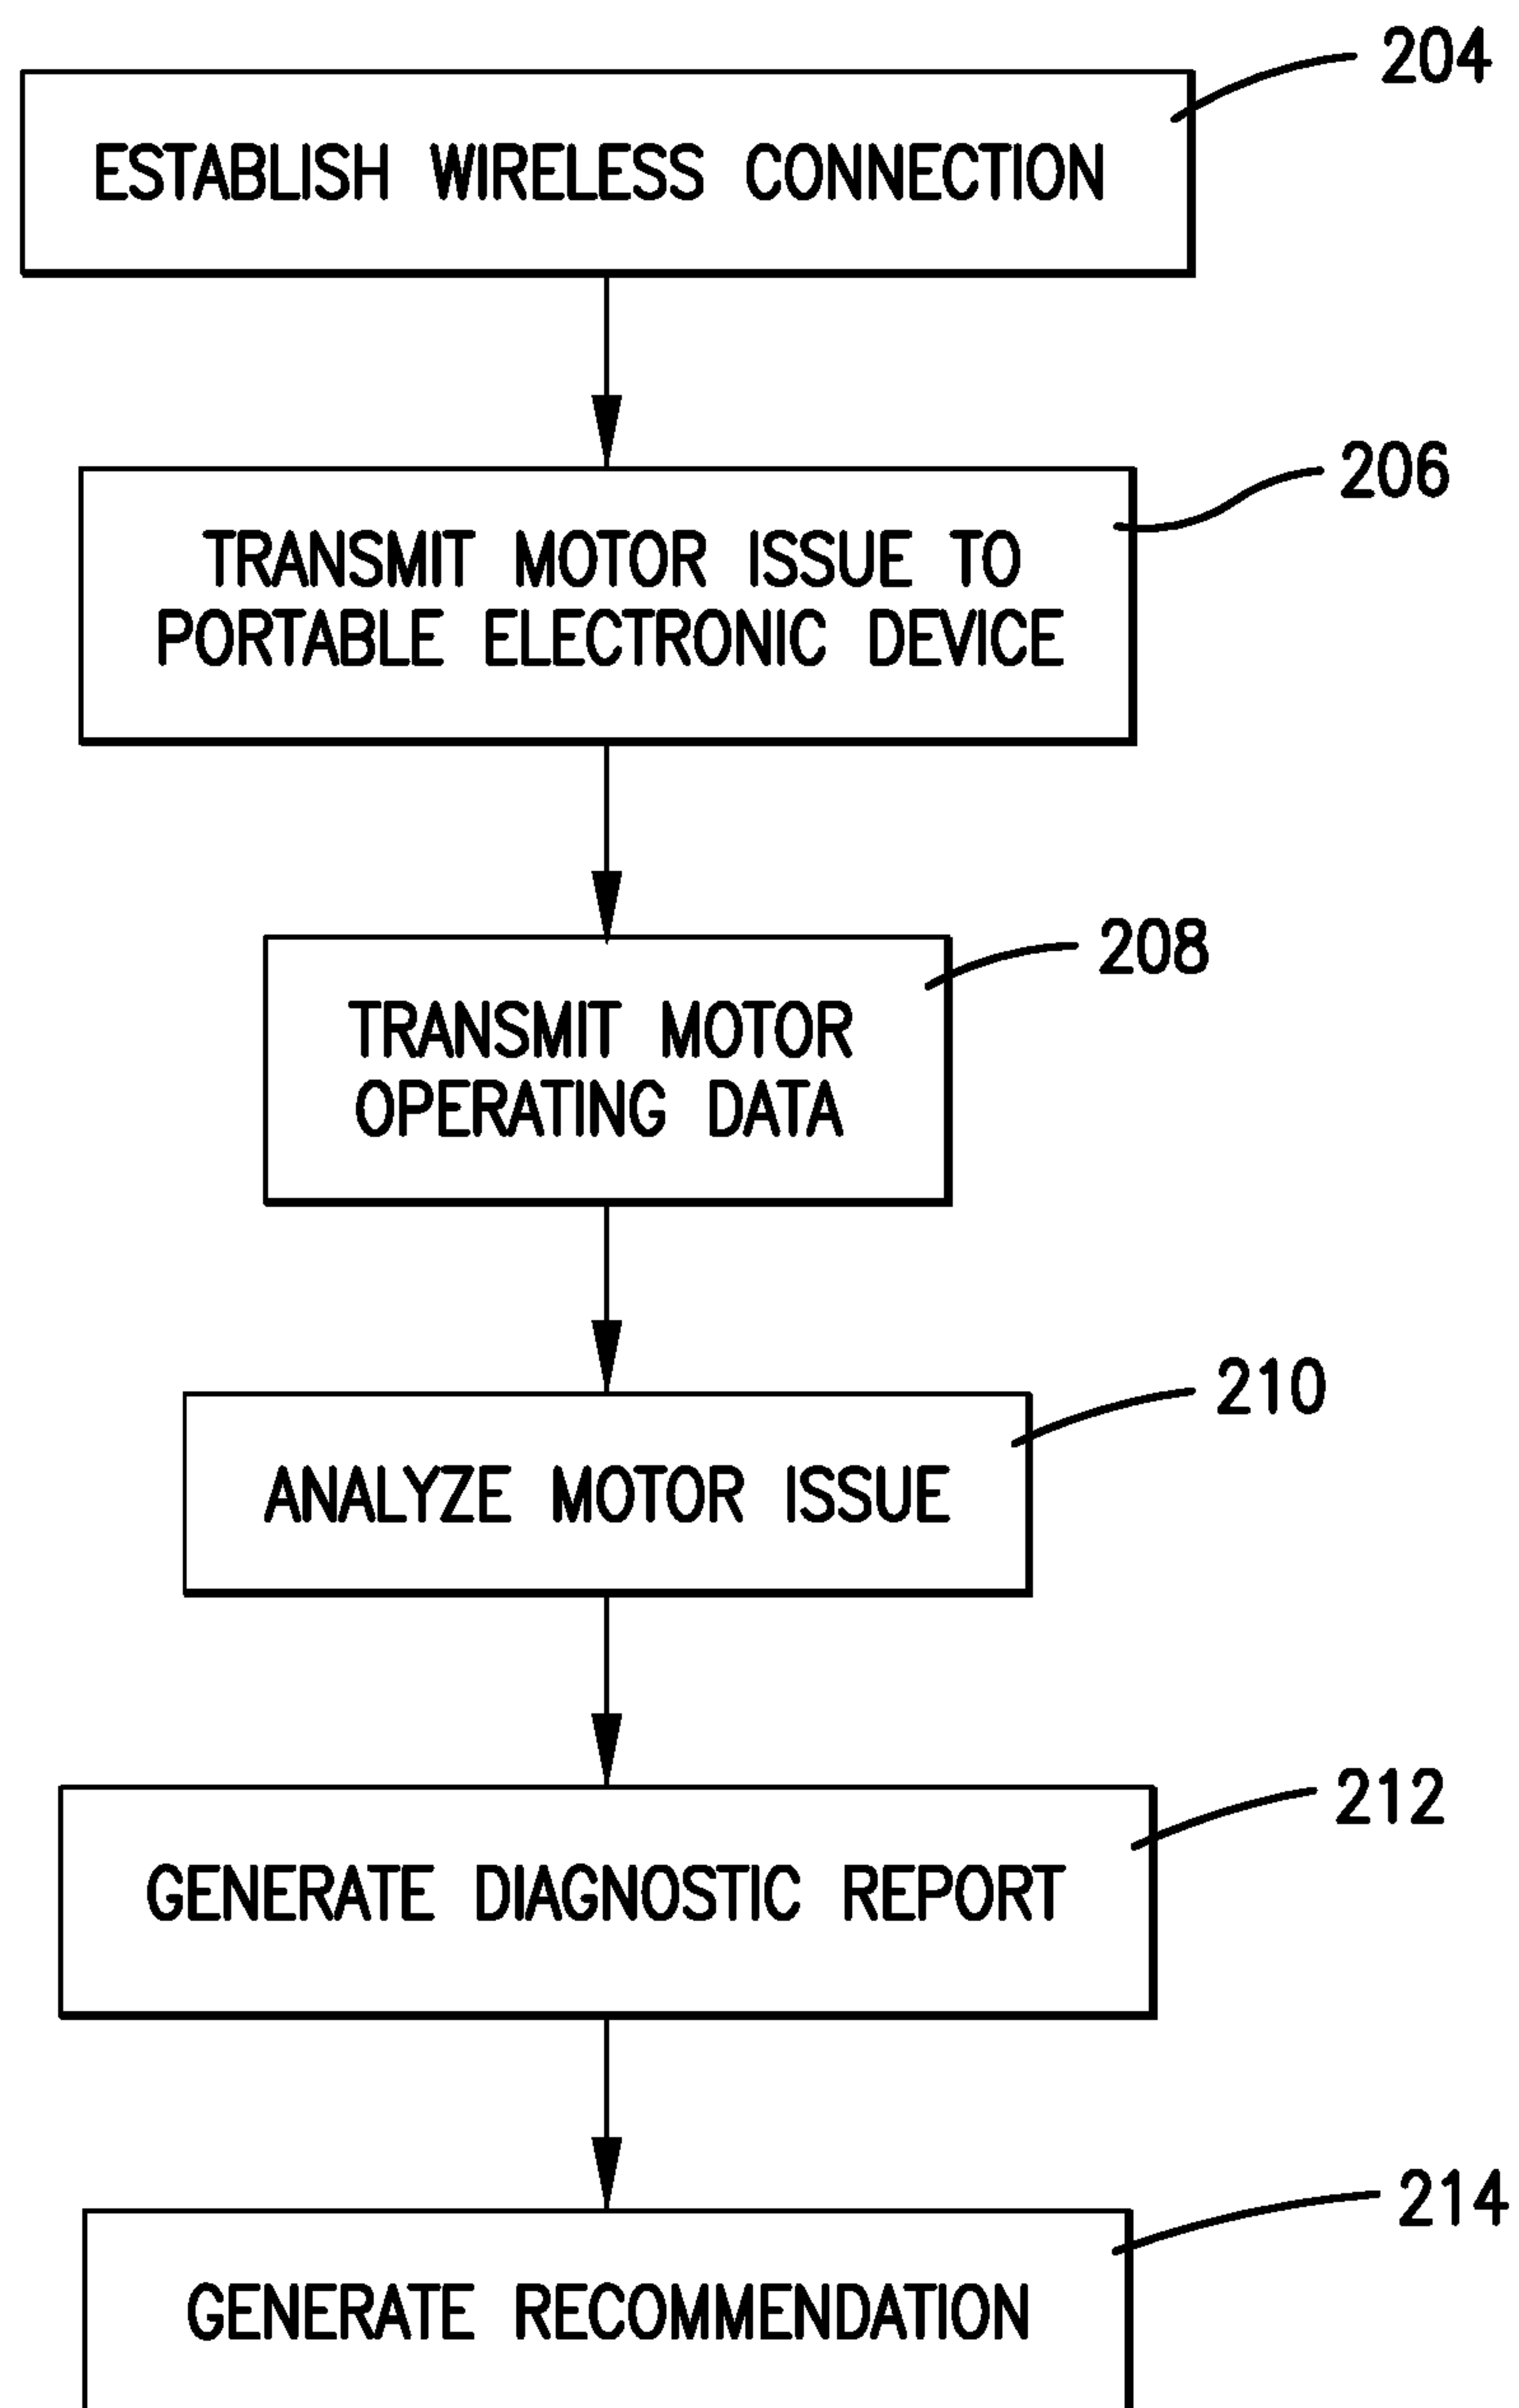 204
ESTABLISH WIRELESS CONNECTION
206
TRANSMIT MOTOR ISSUE TO
PORTABLE ELECTRONIC DEVICE
208
TRANSMIT MOTOR
OPERATING DATA
210
ANALYZE MOTOR ISSUE
212
GENERATE DIAGNOSTIC REPORT
214
GENERATE RECOMMENDATION